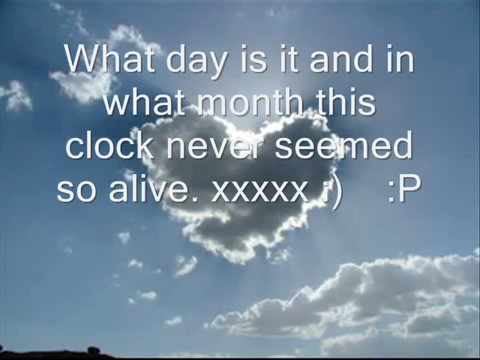 What day is it and in
what month this
clock never seemed
so alive. xxxxx :) :P